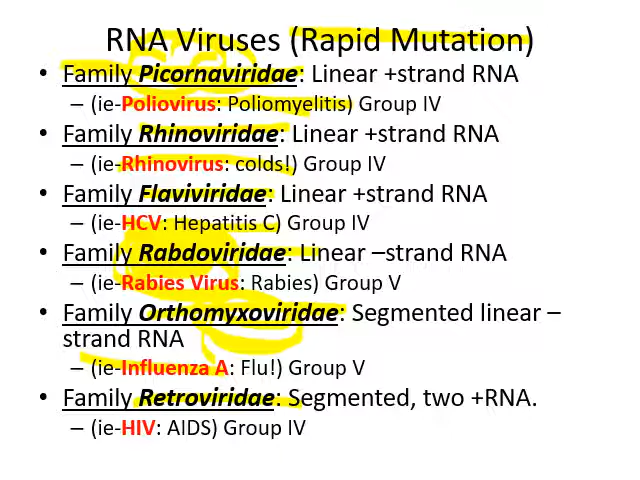 RNA Viruses (Rapid Mutation)
• Family Picornaviridae: Linear +strand RNA
– (ie-Poliovirus: Poliomyelitis) Group IV
• Family Rhinoviridae: Linear +strand RNA
– (ie-Rhinovirus: colds!) Group IV
• Family Flaviviridae: Linear +strand RNA
– (ie-HCV: Hepatitis C) Group IV
• Family Rabdoviridae: Linear –strand RNA
– (ie-Rabies Virus: Rabies) Group V
• Family Orthomyxoviridae: Segmented linear –
strand RNA
– (ie-Influenza A: Flu!) Group V
• Family Retroviridae: Segmented, two +RNA.
– (ie-HIV: AIDS) Group IV